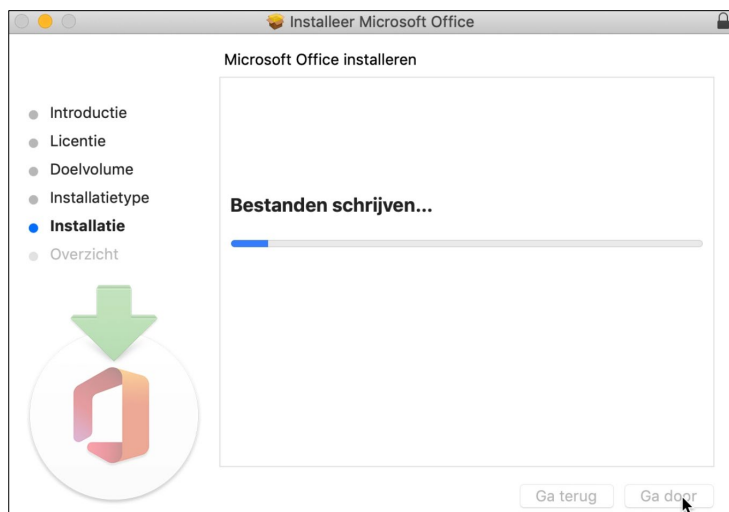 Installeer Microsoft Office
Microsoft Office installeren
Introductie
Licentie
Doelvolume
Installatietype
Installatie
Overzicht
Bestanden schrijven...
Ga terug
Ga door